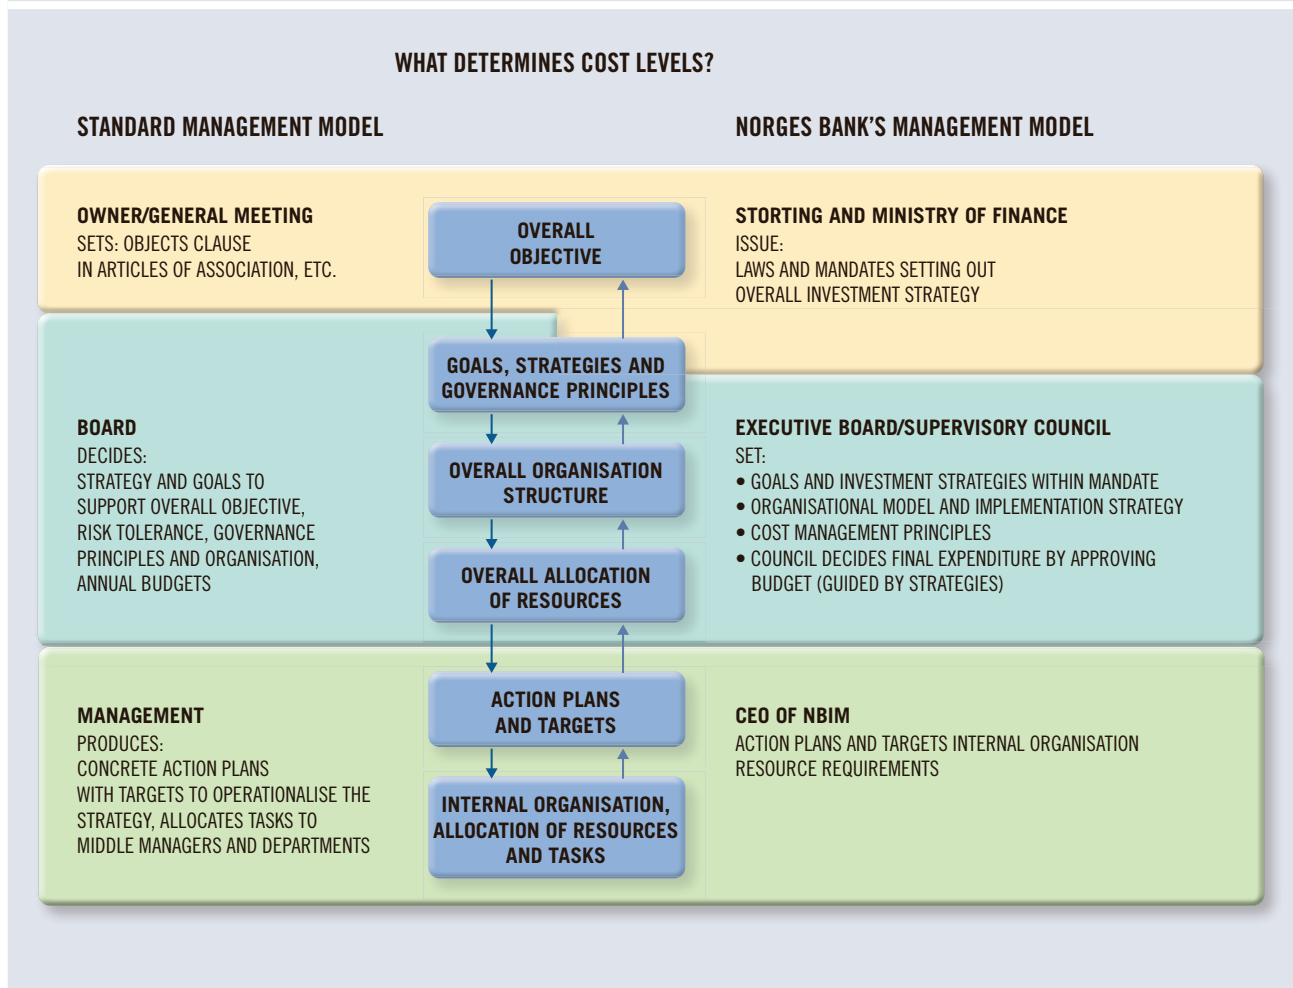 WHAT DETERMINES COST LEVELS?
STANDARD MANAGEMENT MODEL
NORGES BANK'S MANAGEMENT MODEL
OWNER/GENERAL MEETING
SETS: OBJECTS CLAUSE
IN ARTICLES OF ASSOCIATION, ETC.
OVERALL
OBJECTIVE
STORTING AND MINISTRY OF FINANCE
ISSUE:
LAWS AND MANDATES SETTING OUT
OVERALL INVESTMENT STRATEGY
GOALS, STRATEGIES AND
GOVERNANCE PRINCIPLES
BOARD
DECIDES:
STRATEGY AND GOALS TO
SUPPORT OVERALL OBJECTIVE,
RISK TOLERANCE, GOVERNANCE
PRINCIPLES AND ORGANISATION,
ANNUAL BUDGETS
OVERALL ORGANISATION
STRUCTURE
OVERALL ALLOCATION
OF RESOURCES
EXECUTIVE BOARD/SUPERVISORY COUNCIL
SET:
• GOALS AND INVESTMENT STRATEGIES WITHIN MANDATE
• ORGANISATIONAL MODEL AND IMPLEMENTATION STRATEGY
• COST MANAGEMENT PRINCIPLES
• COUNCIL DECIDES FINAL EXPENDITURE BY APPROVING
BUDGET (GUIDED BY STRATEGIES)
MANAGEMENT
PRODUCES:
CONCRETE ACTION PLANS
WITH TARGETS TO OPERATIONALISE THE
STRATEGY, ALLOCATES TASKS TO
MIDDLE MANAGERS AND DEPARTMENTS
ACTION PLANS
AND TARGETS
INTERNAL ORGANISATION,
ALLOCATION OF RESOURCES
AND TASKS
CEO OF NBIM
ACTION PLANS AND TARGETS INTERNAL ORGANISATION
RESOURCE REQUIREMENTS